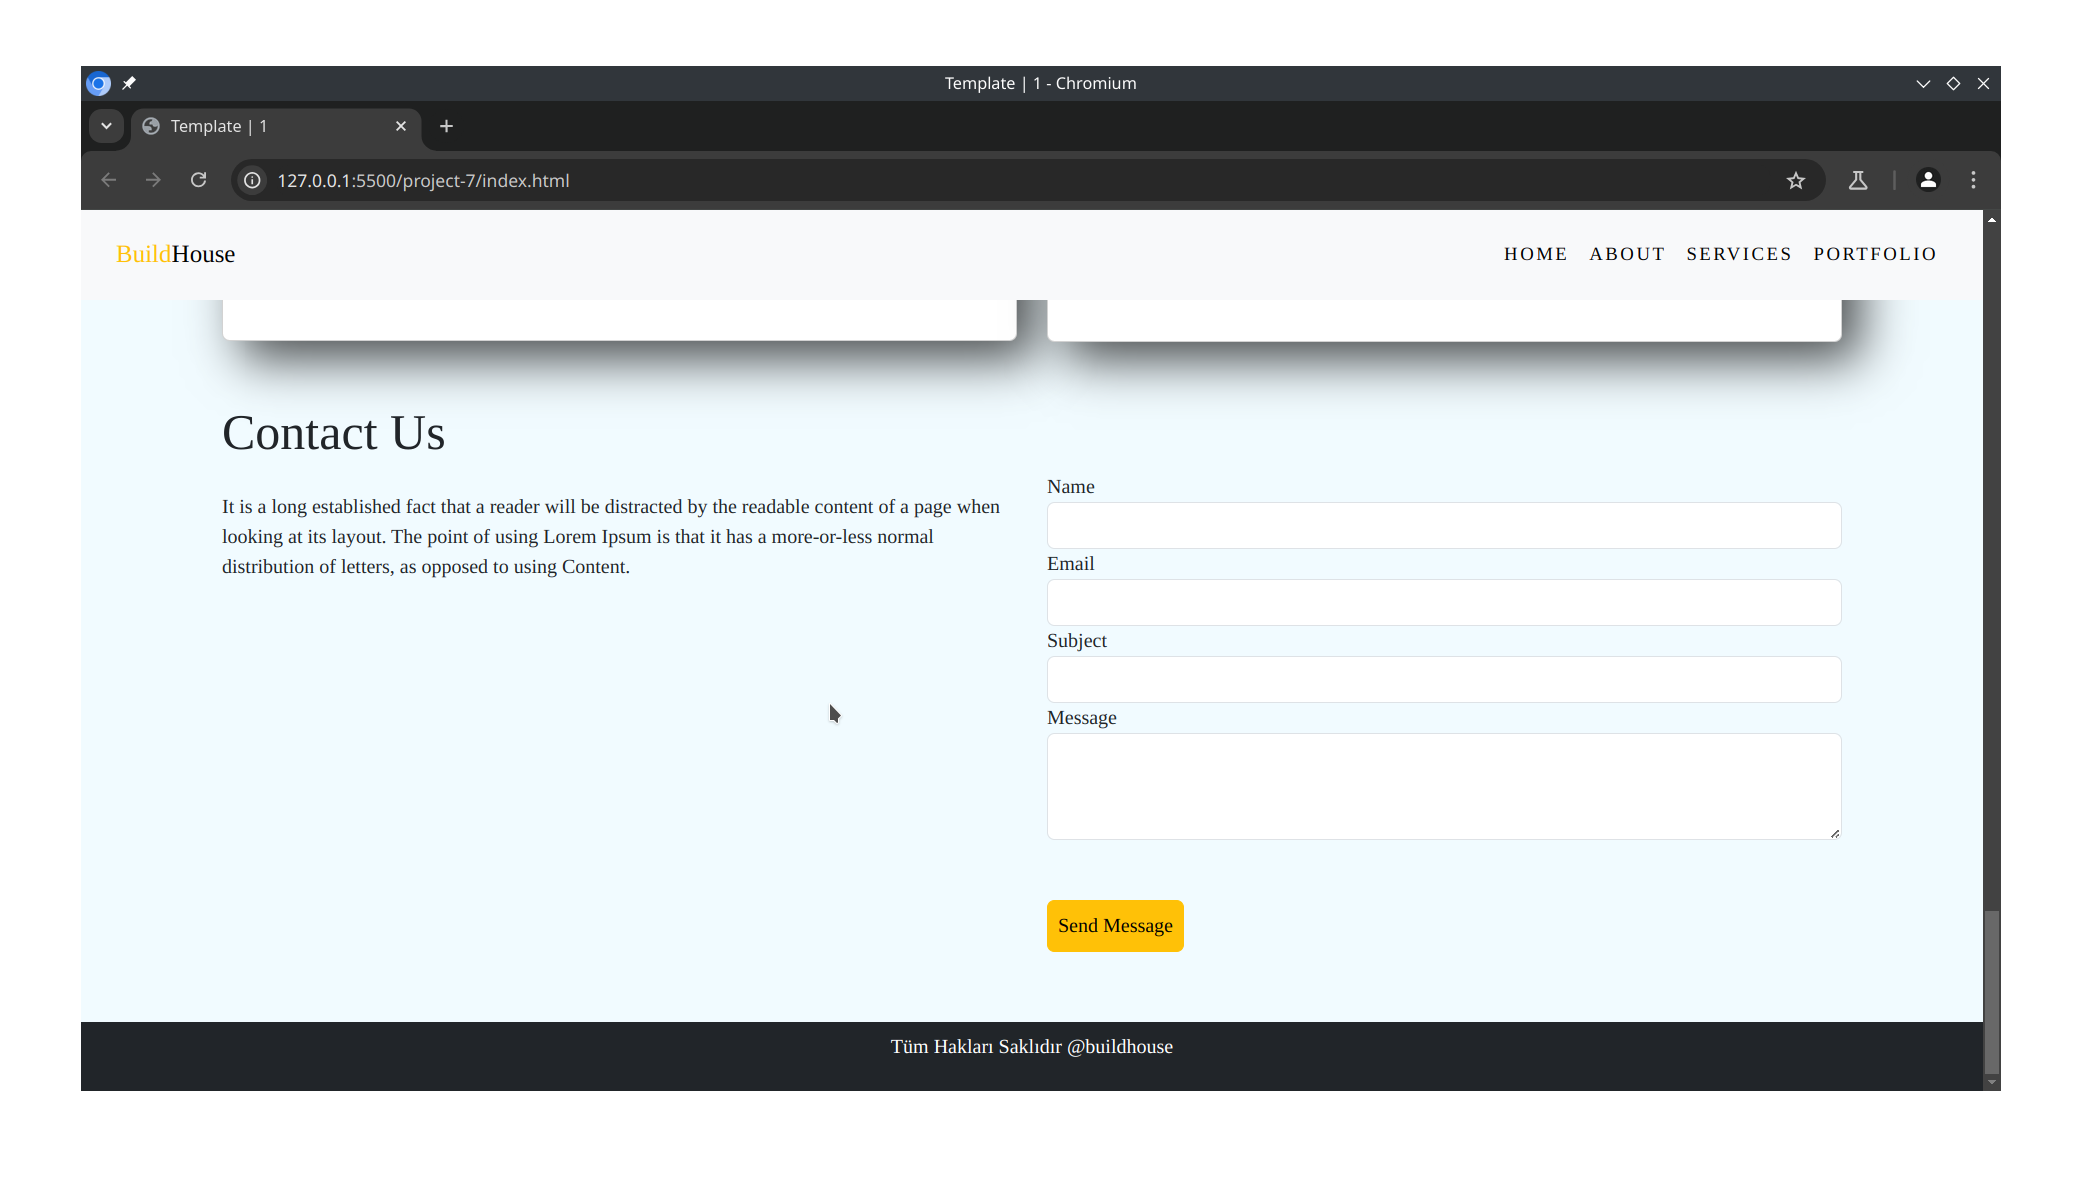 Template | 1 - Chromium
Template | 1
127.0.0.1:5500/project-7/index.html
BuildHouse
HOME ABOUT SERVICES PORTFOLIO
Contact Us
It is a long established fact that a reader will be distracted by the readable content of a page when
looking at its layout. The point of using Lorem Ipsum is that it has a more-or-less normal
distribution of letters, as opposed to using Content.
Name
Email
Subject
Message
Send Message
Tüm Hakları Saklıdır @buildhouse